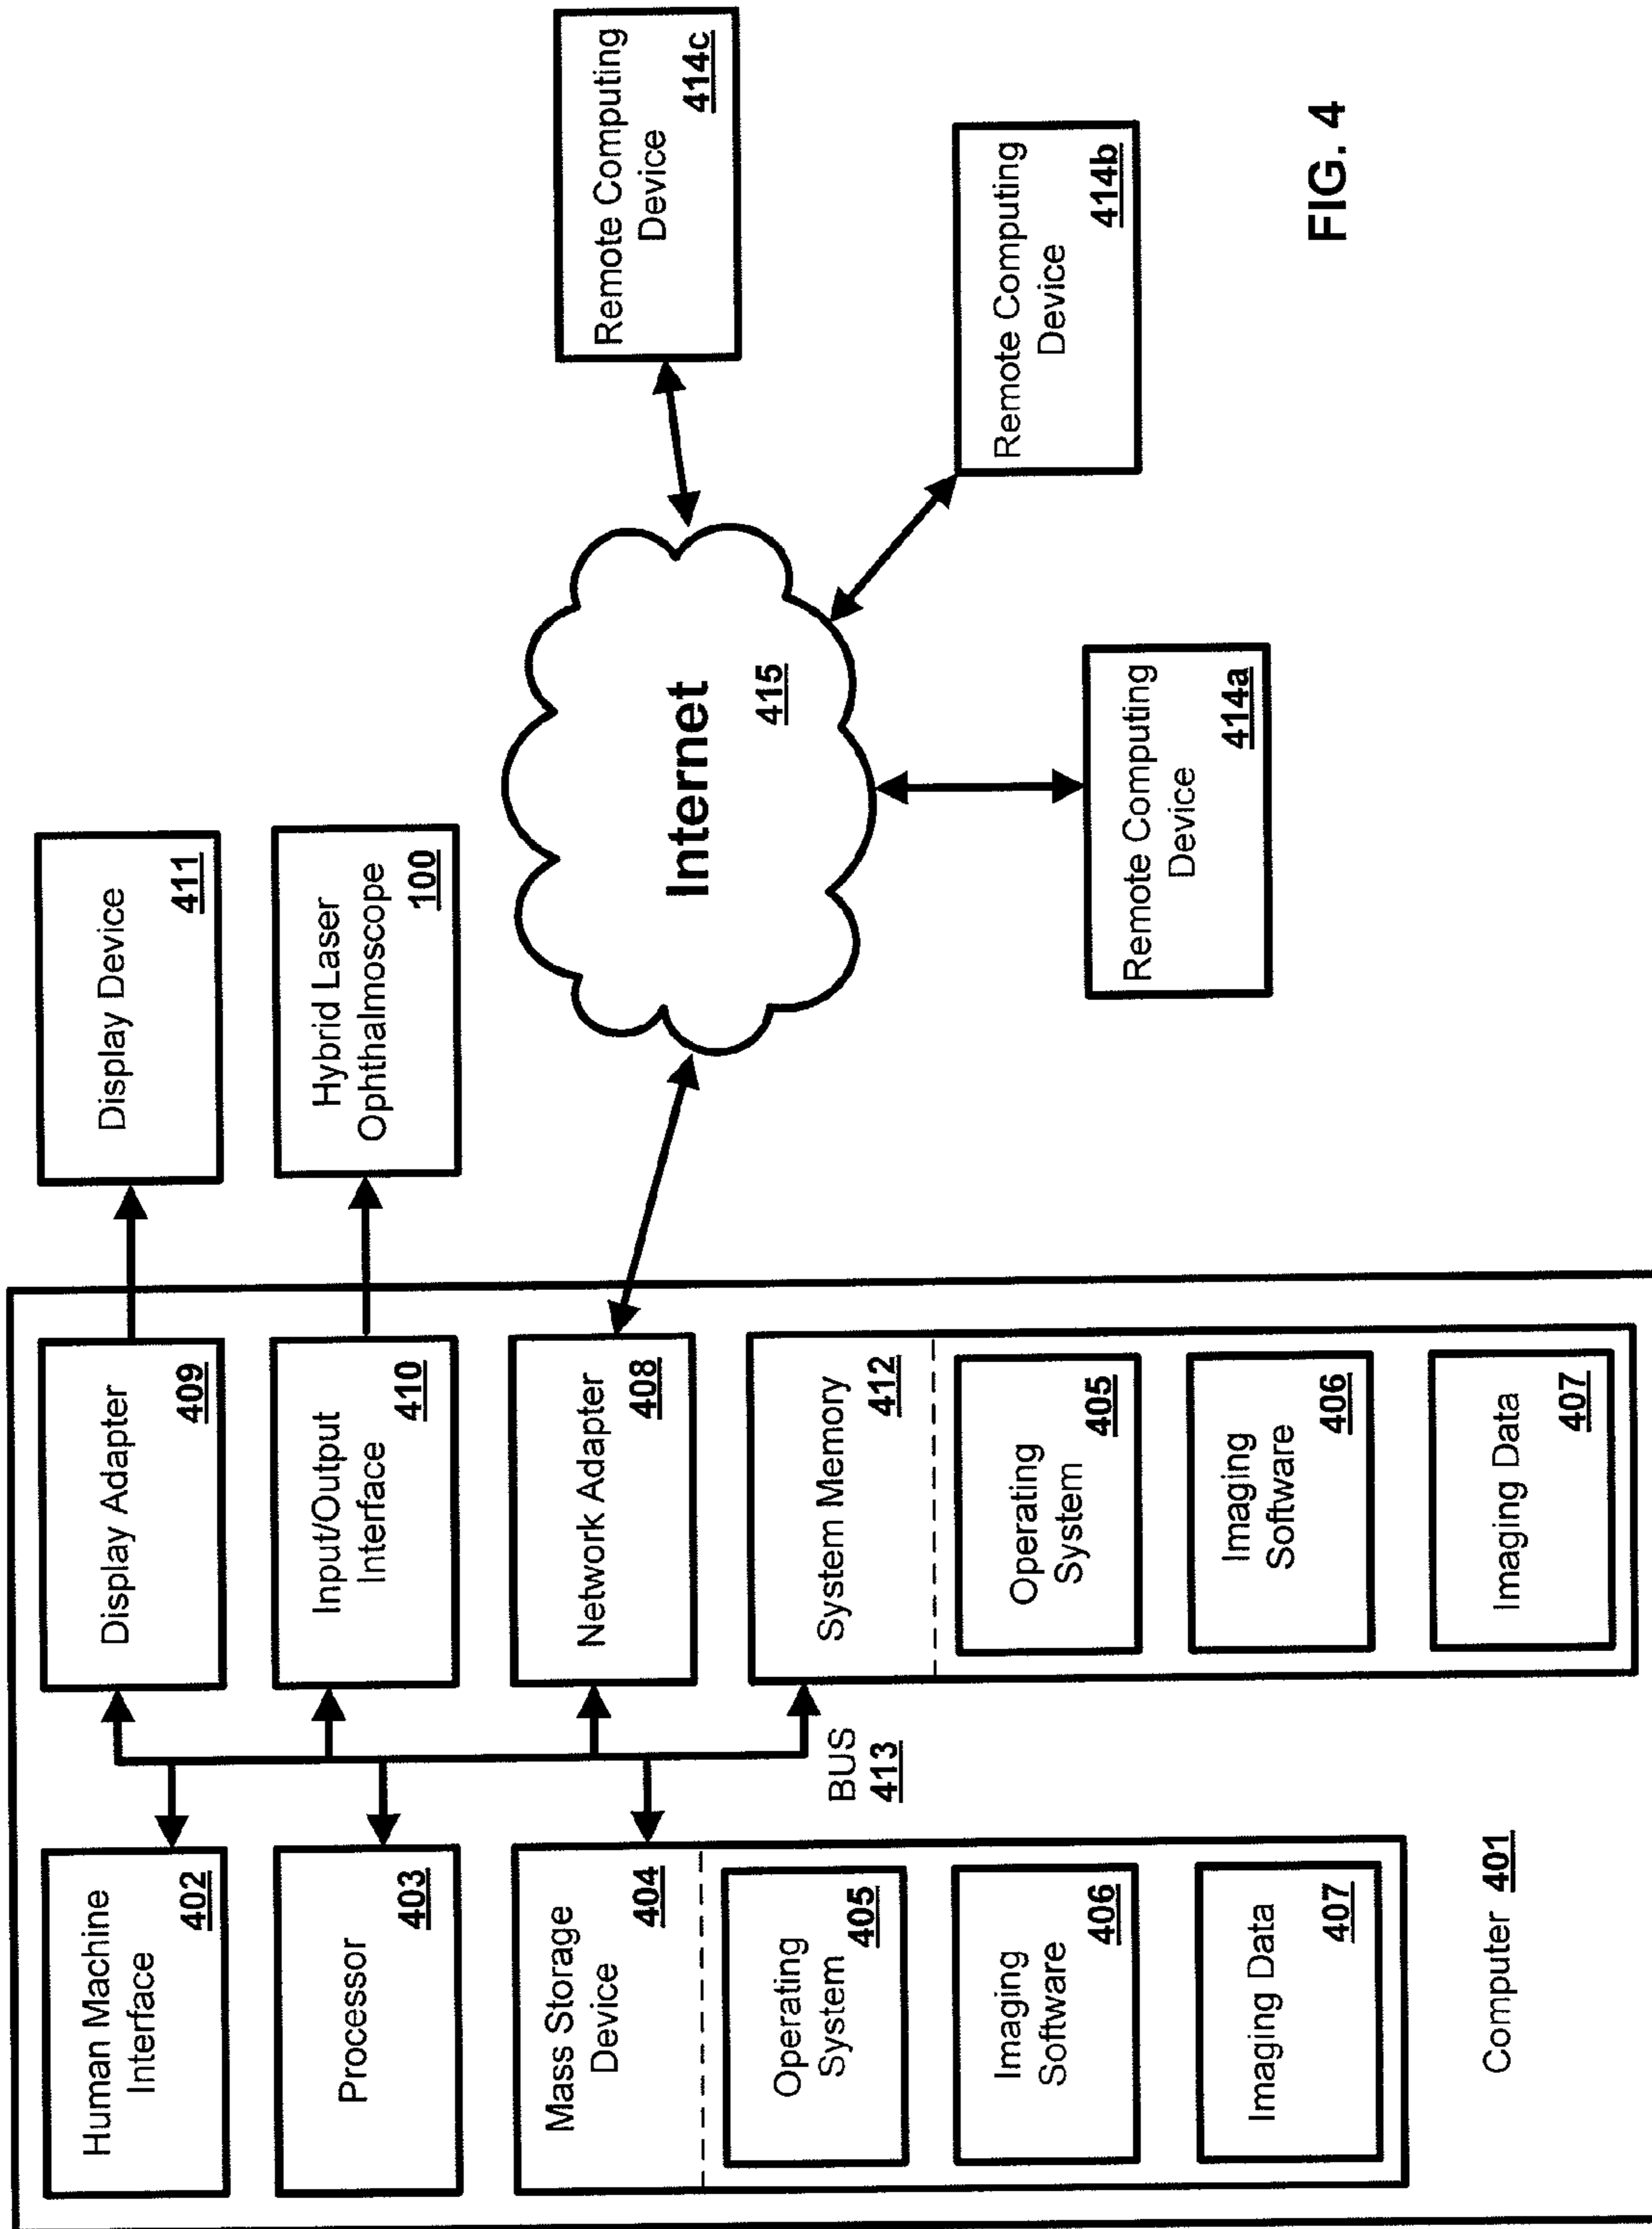 Human Machine
Interface
402
Processor
403
Mass Storage
Device
404
Operating
System
405
Imaging
Software
406
Imaging Data
407
Computer 401
BUS
413
Display Adapter
409
Input/Output
Interface
410
Network Adapter
408
System Memory
412
Operating
System
405
Imaging
Software
406
Imaging Data
407
Display Device
411
Hybrid Laser
Ophthalmoscope
100
Internet
415
Remote Computing
Device
414a
Remote Computing
Device
414b
Remote Computing
Device
414c
FIG. 4